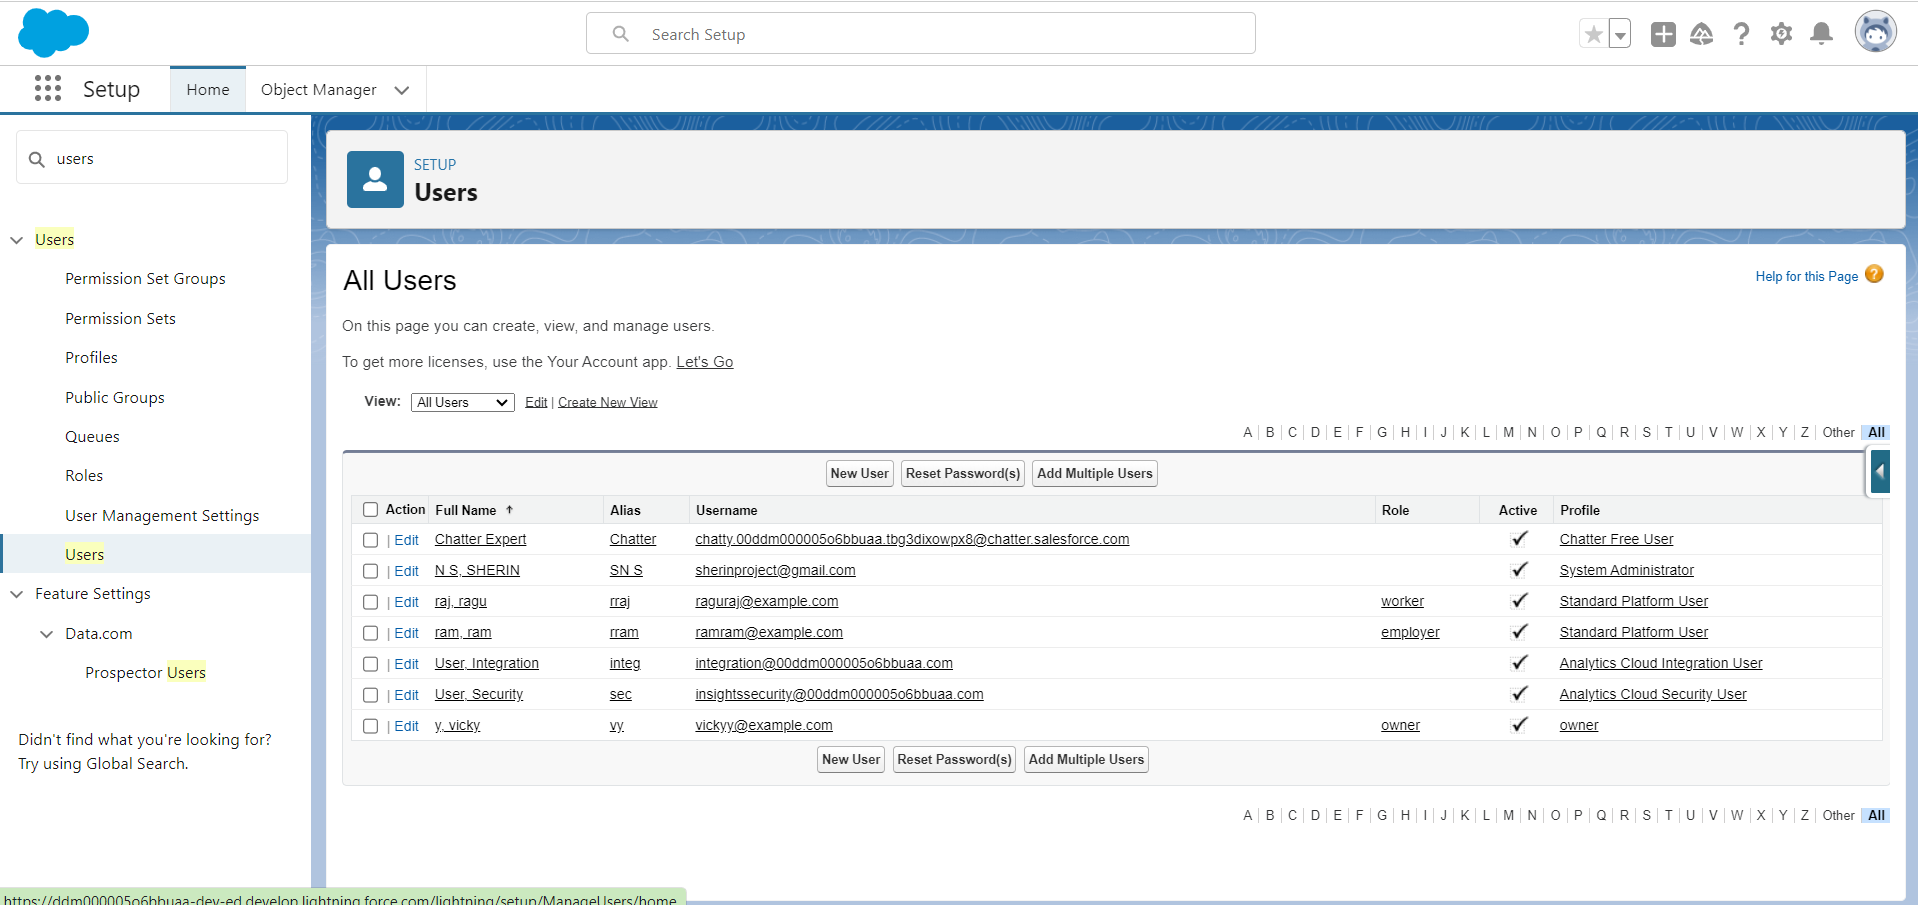 Search Setup
Setup
Home
Object Manager
users
Users
Permission Set Groups
Permission Sets
Profiles
Public Groups
Queues
Roles
User Management Settings
Users
Feature Settings
Data.com
Prospector Users
Didn't find what you're looking for?
Try using Global Search.
SETUP
Users
All Users
Help for this Page ?
On this page you can create, view, and manage users.
To get more licenses, use the Your Account app. Let's Go
View: All Users Edit | Create New View
A | B | C | D | E | F | G | H | I | J | K | L | M | N | O | P | Q | R | S | T | U | V | W | X | Y | Z | Other All
New User Reset Password(s) Add Multiple Users
Action Full Name ↑ Alias Username Role Active Profile
| Edit Chatter Expert Chatter chatty.00ddm000005o6bbuaa.tbg3dixowpx8@chatter.salesforce.com Chatter Free User
| Edit N S, SHERIN SN S sherinproject@gmail.com System Administrator
| Edit raj, ragu rraj raguraj@example.com worker Standard Platform User
| Edit ram, ram rram ramram@example.com employer Standard Platform User
| Edit User, Integration integ integration@00ddm000005o6bbuaa.com Analytics Cloud Integration User
| Edit User, Security sec insightssecurity@00ddm000005o6bbuaa.com Analytics Cloud Security User
| Edit y, vicky vy vickyy@example.com owner owner
New User Reset Password(s) Add Multiple Users
A | B | C | D | E | F | G | H | I | J | K | L | M | N | O | P | Q | R | S | T | U | V | W | X | Y | Z | Other All
https://ddm000005o6bbuaa-dev-ed.develop.lightning.force.com/lightning/setup/ManageUsers/home